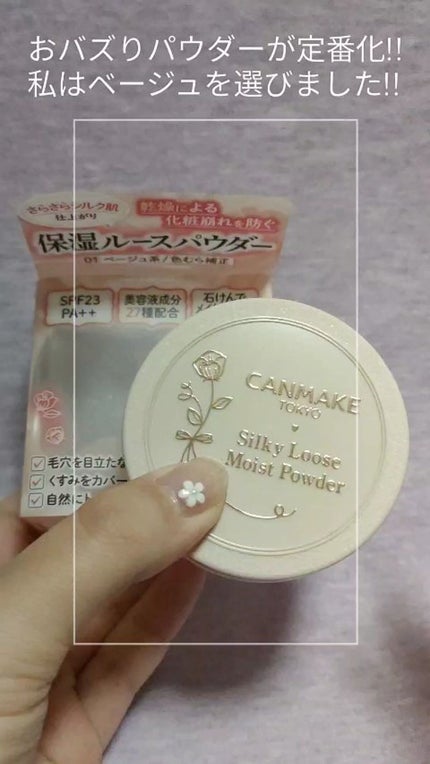 おバズりパウダーが定番化!!
私はベージュを選びました!!
さらさらシルク肌
仕上がり
乾燥による
化粧崩れを防ぐ
保湿ルースパウダー
01 ベージュ系/色むら補正
SPF23
PA++
美容液成分
27種配合
石けんで
CANMAKE
TOKYO
Silky Loose
Moist Powder
毛穴を目立たな
くすみをカバー
自然にト